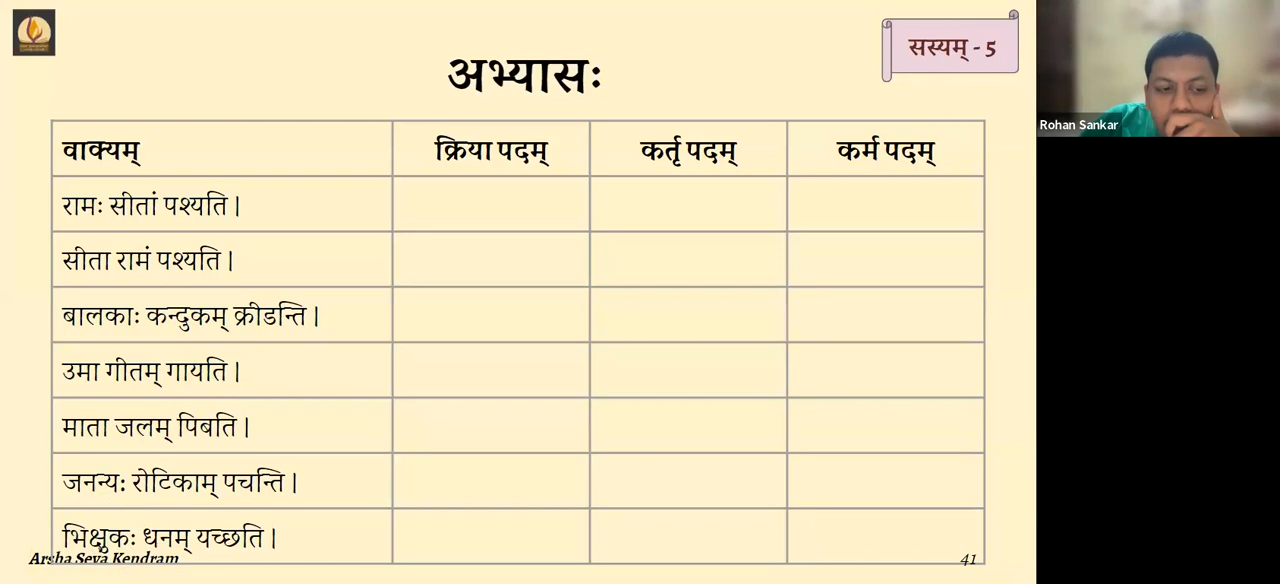 सस्यम् - 5
अभ्यासः
वाक्यम् क्रिया पदम् कर्तृ पदम् कर्म पदम्
रामः सीतां पश्यति |
सीता रामं पश्यति |
बालकाः कन्दुकम् क्रीडन्ति |
उमा गीतम् गायति |
माता जलम् पिबति |
जनन्यः रोटिकाम् पचन्ति |
भिक्षुकः धनम् यच्छति |
Arsha Seva Kendram 41
Rohan Sankar